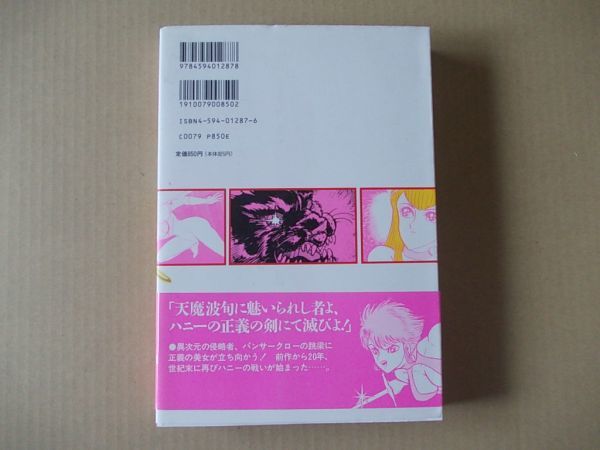 9784594012878
1910079008502
ISBN4-594-01287-6
C0079 P850E
定価850円(本体825円)
「天魔波旬に魅いられし者よ、
ハニーの正義の剣にて滅びよ!」
●異次元の侵略者、パンサークローの跳梁に
正義の美女が立ち向かう! 前作から20年、
世紀末に再びハニーの戦いが始まった……。